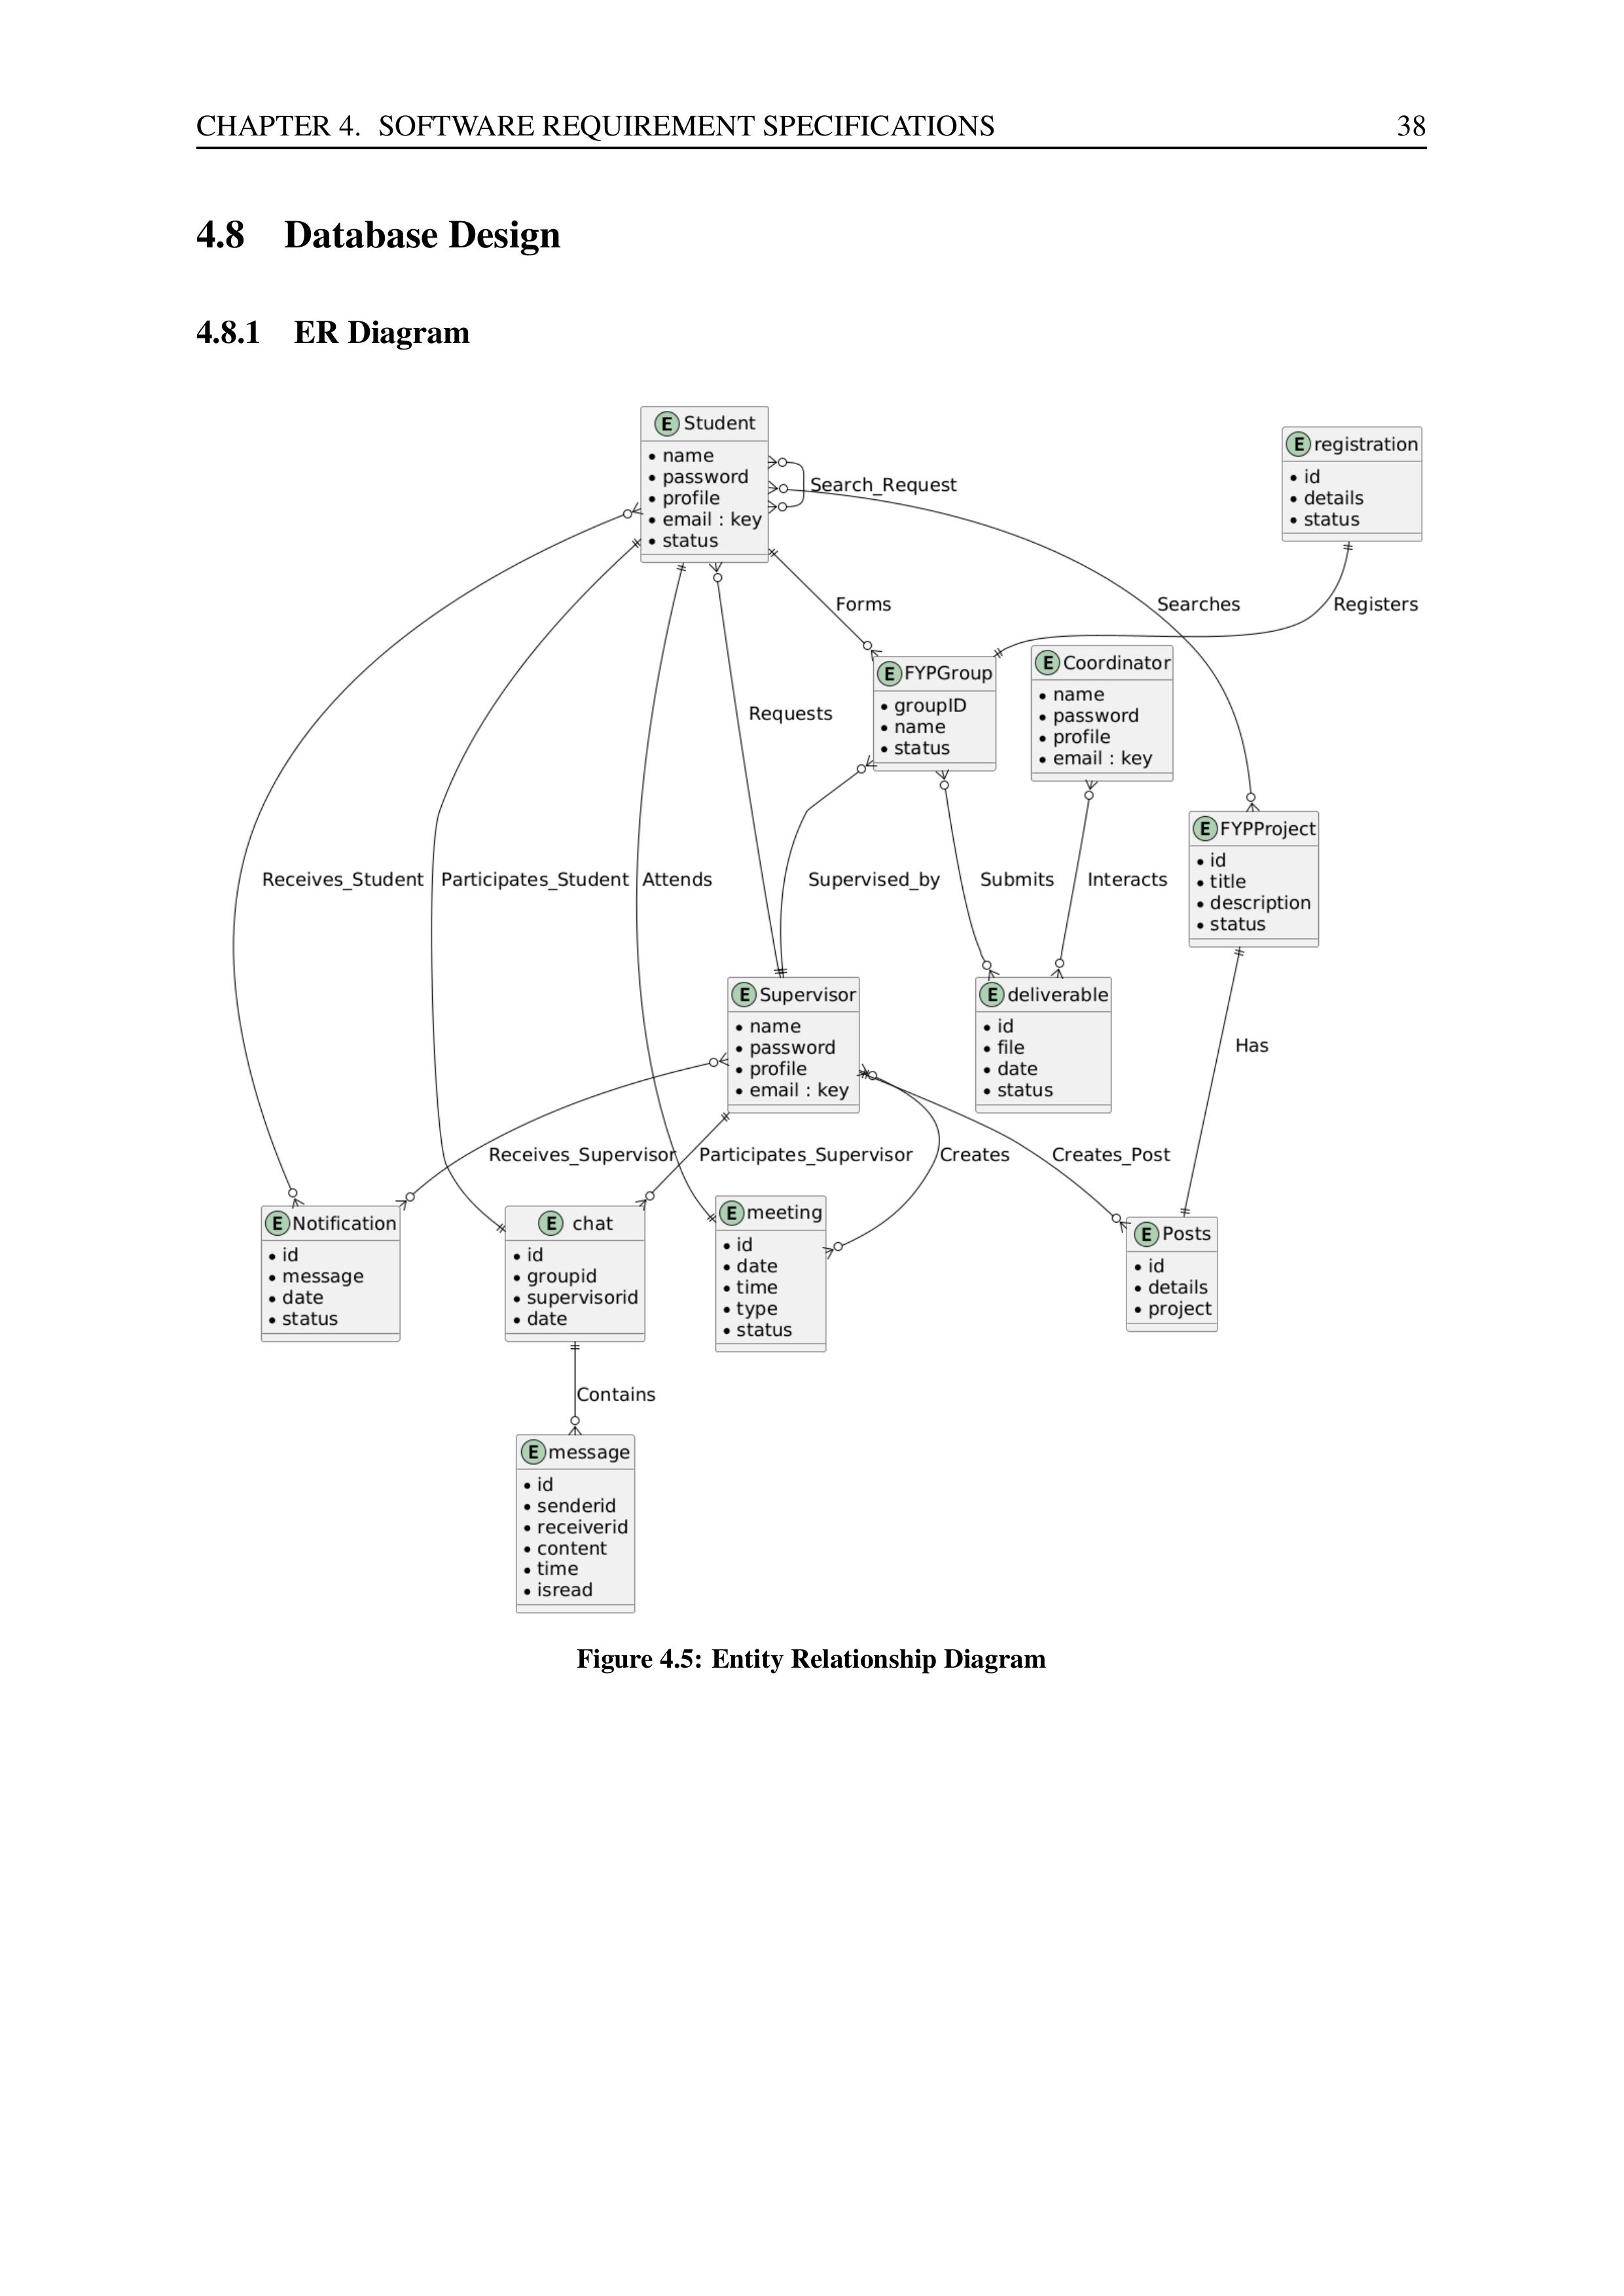 CHAPTER 4. SOFTWARE REQUIREMENT SPECIFICATIONS 38
4.8 Database Design
4.8.1 ER Diagram
E Student
• name
• password
• profile
• email : key
• status
Search_Request
E registration
• id
• details
• status
Forms
Searches
Registers
Requests
E FYPGroup
• groupID
• name
• status
E Coordinator
• name
• password
• profile
• email : key
E FYPProject
• id
• title
• description
• status
Receives_Student
Participates_Student
Attends
Supervised_by
Submits
Interacts
E Supervisor
• name
• password
• profile
• email : key
E deliverable
• id
• file
• date
• status
Has
Receives_Supervisor
Participates_Supervisor
Creates
Creates_Post
E Notification
• id
• message
• date
• status
E chat
• id
• groupid
• supervisorid
• date
E meeting
• id
• date
• time
• type
• status
E Posts
• id
• details
• project
Contains
E message
• id
• senderid
• receiverid
• content
• time
• isread
Figure 4.5: Entity Relationship Diagram